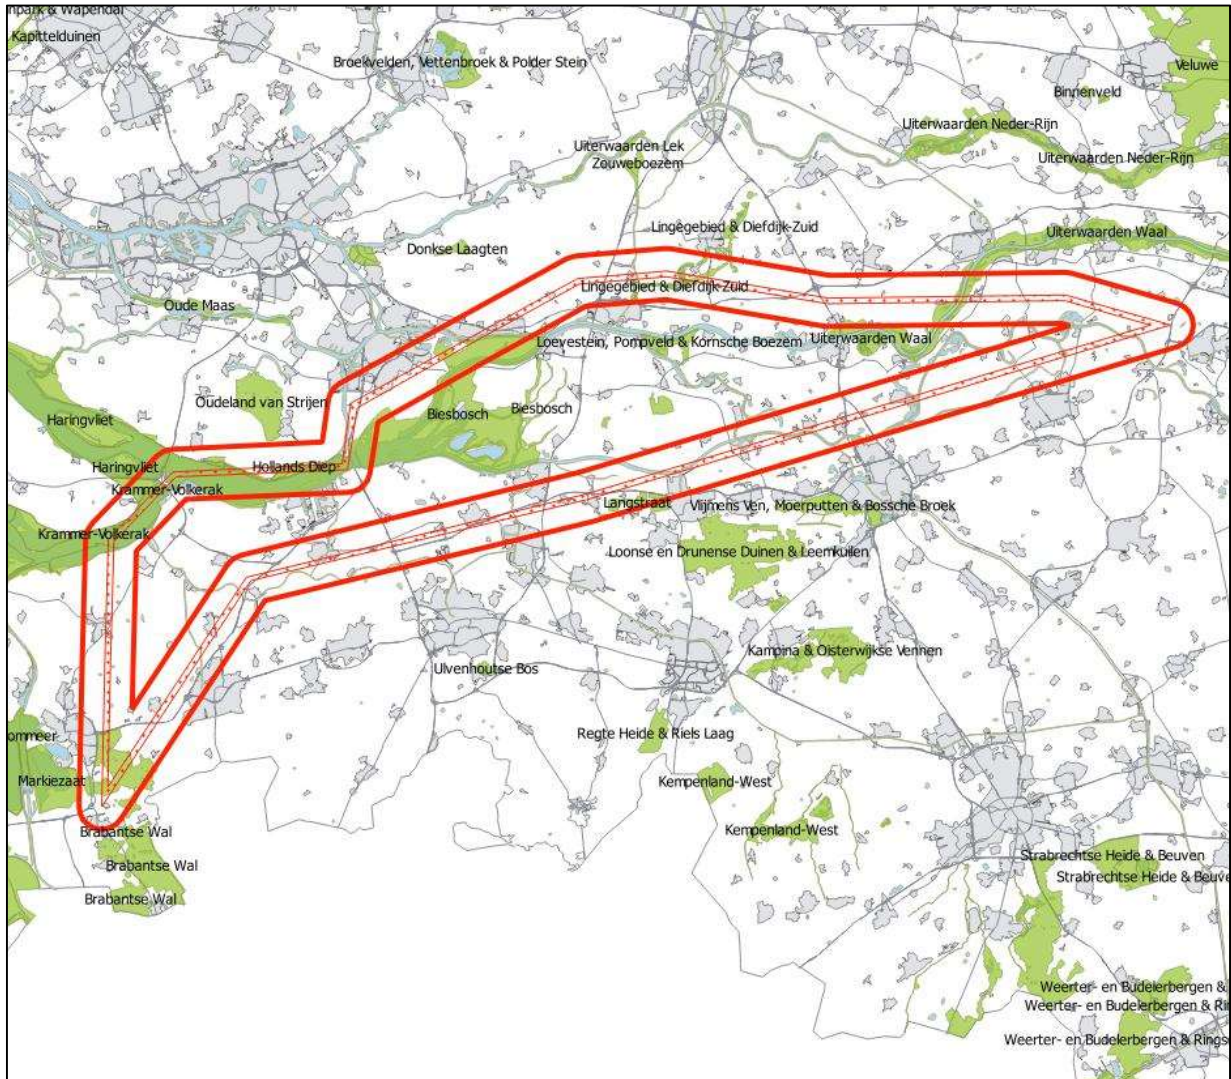 Kapittelduinen
Broekvelden, Vettenbroek & Polder Stein
Veluwe
Binnenveld
Uiterwaarden Neder-Rijn
Uiterwaarden Lek
Zouweboezem
Uiterwaarden Neder-Rijn
Lingegebied & Diefdijk-Zuid
Uiterwaarden Waal
Donkse Laagten
Lingegebied & Diefdijk-Zuid
Oude Maas
Loevestein, Pompveld & Kornsche Boezem
Uiterwaarden Waal
Oudeland van Strijen
Haringvliet
Biesbosch
Biesbosch
Haringvliet
Hollands Diep
Krammer-Volkerak
Langstraat
Vlijmens Ven, Moerputten & Bossche Broek
Krammer-Volkerak
Loonse en Drunense Duinen & Leemkuilen
Kampina & Oisterwijkse Vennen
Ulvenhoutse Bos
Regte Heide & Riels Laag
Markiezaat
Kempenland-West
Brabantse Wal
Kempenland-West
Brabantse Wal
Strabrechtse Heide & Beuven
Strabrechtse Heide & Beuve
Brabantse Wal
Weerter- en Budelerbergen &
Weerter- en Budelerbergen & Ri
Weerter- en Budelerbergen & Rings